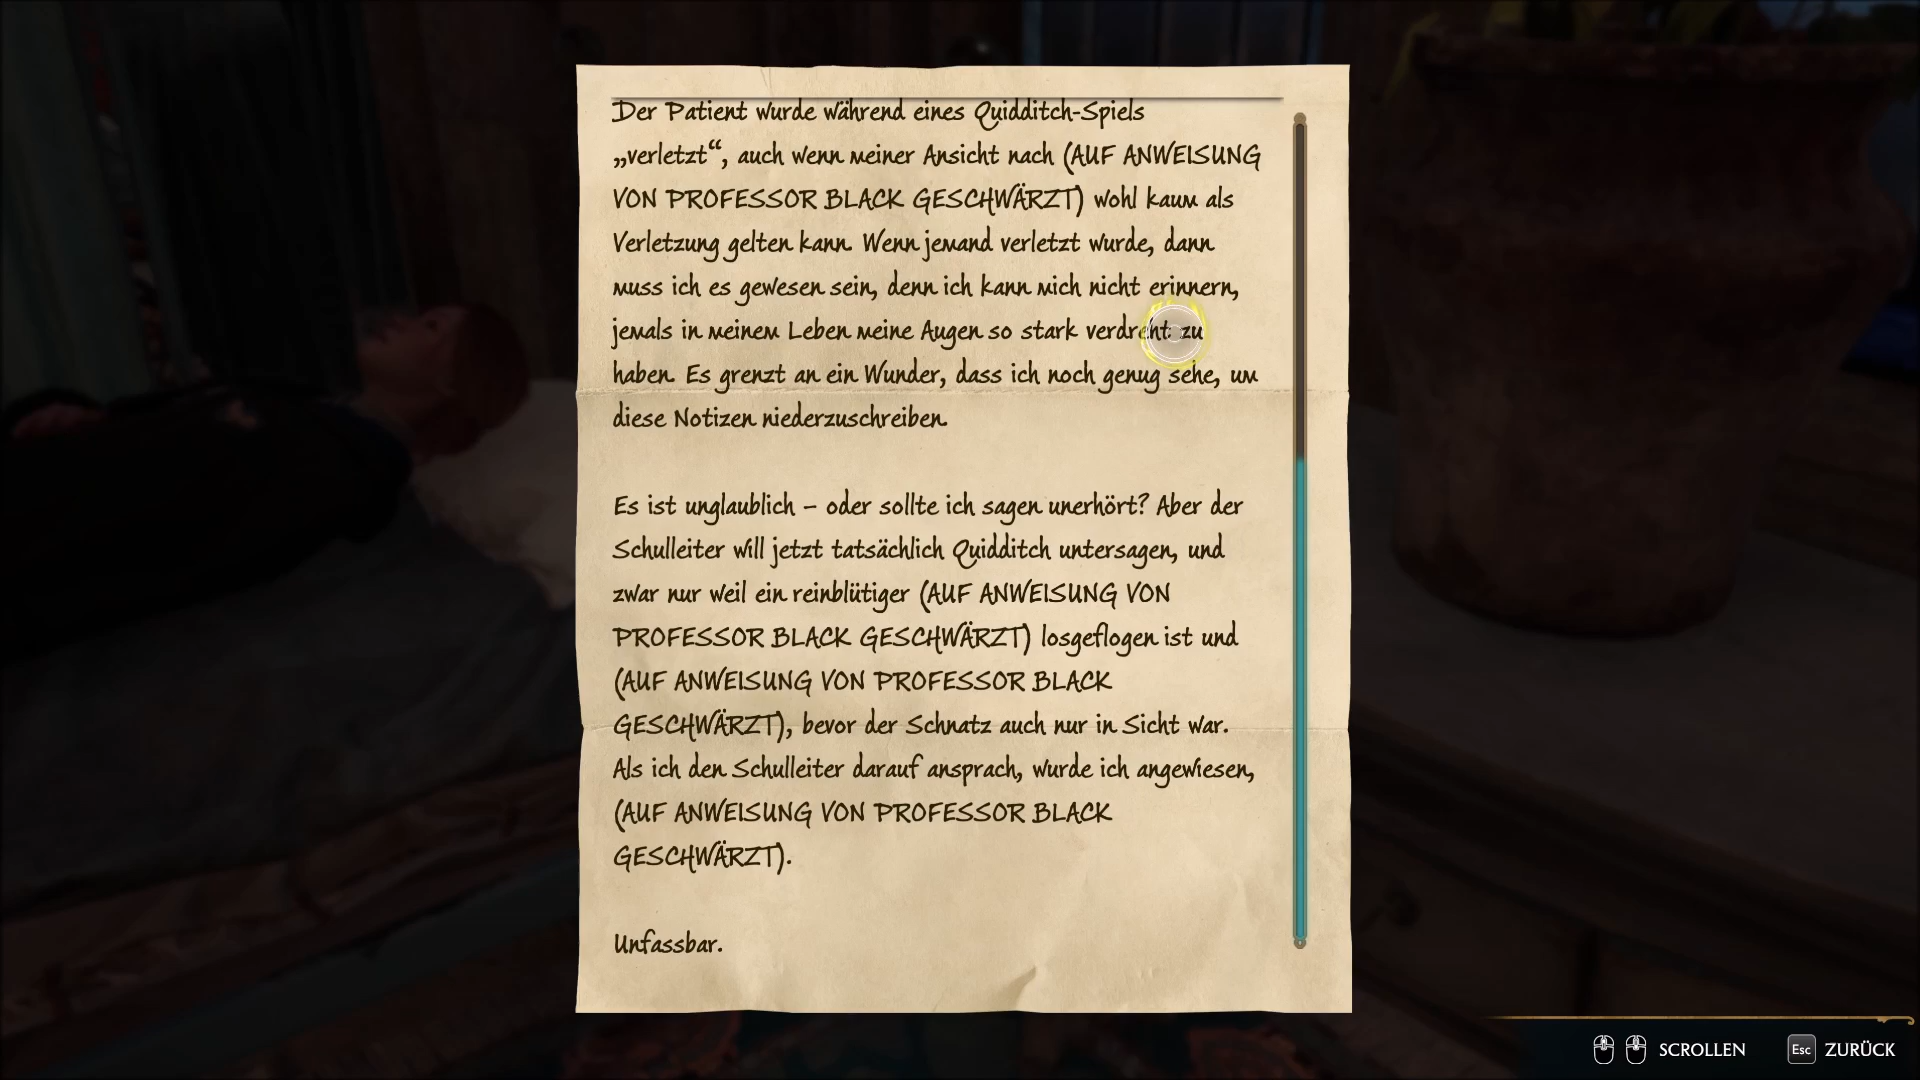 Der Patient wurde während eines Quidditch-Spiels
„verletzt“, auch wenn meiner Ansicht nach (AUF ANWEISUNG
VON PROFESSOR BLACK GESCHWÄRZT) wohl kaum als
Verletzung gelten kann. Wenn jemand verletzt wurde, dann
muss ich es gewesen sein, denn ich kann mich nicht erinnern,
jemals in meinem Leben meine Augen so stark verdreht zu
haben. Es grenzt an ein Wunder, dass ich noch genug sehe, um
diese Notizen niederzuschreiben.
Es ist unglaublich – oder sollte ich sagen unerhört? Aber der
Schulleiter will jetzt tatsächlich Quidditch untersagen, und
zwar nur weil ein reinblütiger (AUF ANWEISUNG VON
PROFESSOR BLACK GESCHWÄRZT) losgeflogen ist und
(AUF ANWEISUNG VON PROFESSOR BLACK
GESCHWÄRZT), bevor der Schnatz auch nur in Sicht war.
Als ich den Schulleiter darauf ansprach, wurde ich angewiesen,
(AUF ANWEISUNG VON PROFESSOR BLACK
GESCHWÄRZT).
Unfassbar.
SCROLLEN Esc ZURÜCK